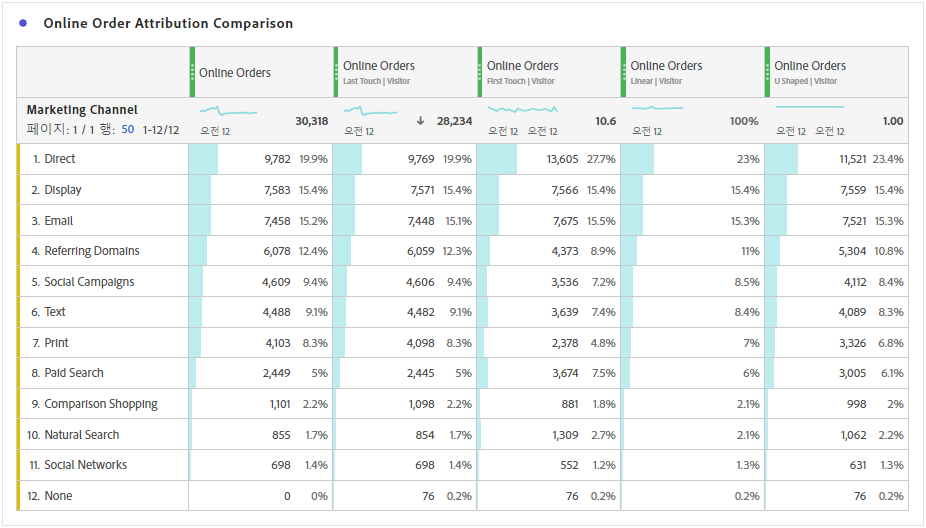 Online Order Attribution Comparison
Online Orders
Online Orders
Last Touch | Visitor
Online Orders
First Touch | Visitor
Online Orders
Linear | Visitor
Online Orders
U Shaped | Visitor
Marketing Channel
페이지: 1 / 1 행: 50 1-12/12
오전 12
30,318
오전 12
28,234
오전 12 오전 12
10.6
오전 12
100%
오전 12 오전 12
1.00
1. Direct 9,782 19.9% 9,769 19.9% 13,605 27.7% 23% 11,521 23.4%
2. Display 7,583 15.4% 7,571 15.4% 7,566 15.4% 15.4% 7,559 15.4%
3. Email 7,458 15.2% 7,448 15.1% 7,675 15.5% 15.3% 7,521 15.3%
4. Referring Domains 6,078 12.4% 6,059 12.3% 4,373 8.9% 11% 5,304 10.8%
5. Social Campaigns 4,609 9.4% 4,606 9.4% 3,536 7.2% 8.5% 4,112 8.4%
6. Text 4,488 9.1% 4,482 9.1% 3,639 7.4% 8.4% 4,089 8.3%
7. Print 4,103 8.3% 4,098 8.3% 2,378 4.8% 7% 3,326 6.8%
8. Paid Search 2,449 5% 2,445 5% 3,674 7.5% 6% 3,005 6.1%
9. Comparison Shopping 1,101 2.2% 1,098 2.2% 881 1.8% 2.1% 998 2%
10. Natural Search 855 1.7% 854 1.7% 1,309 2.7% 2.1% 1,062 2.2%
11. Social Networks 698 1.4% 698 1.4% 552 1.2% 1.3% 631 1.3%
12. None 0 0% 76 0.2% 76 0.2% 0.2% 76 0.2%